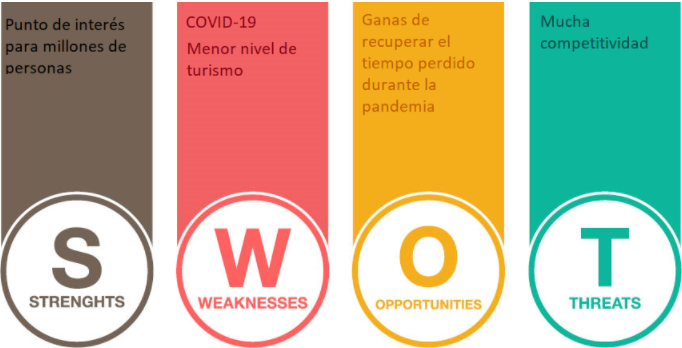 Punto de interés
para millones de
personas
S
STRENGHTS
COVID-19
Menor nivel de
turismo
W
WEAKNESSES
Ganas de
recuperar el
tiempo perdido
durante la
pandemia
O
OPPORTUNITIES
Mucha
competitividad
T
THREATS